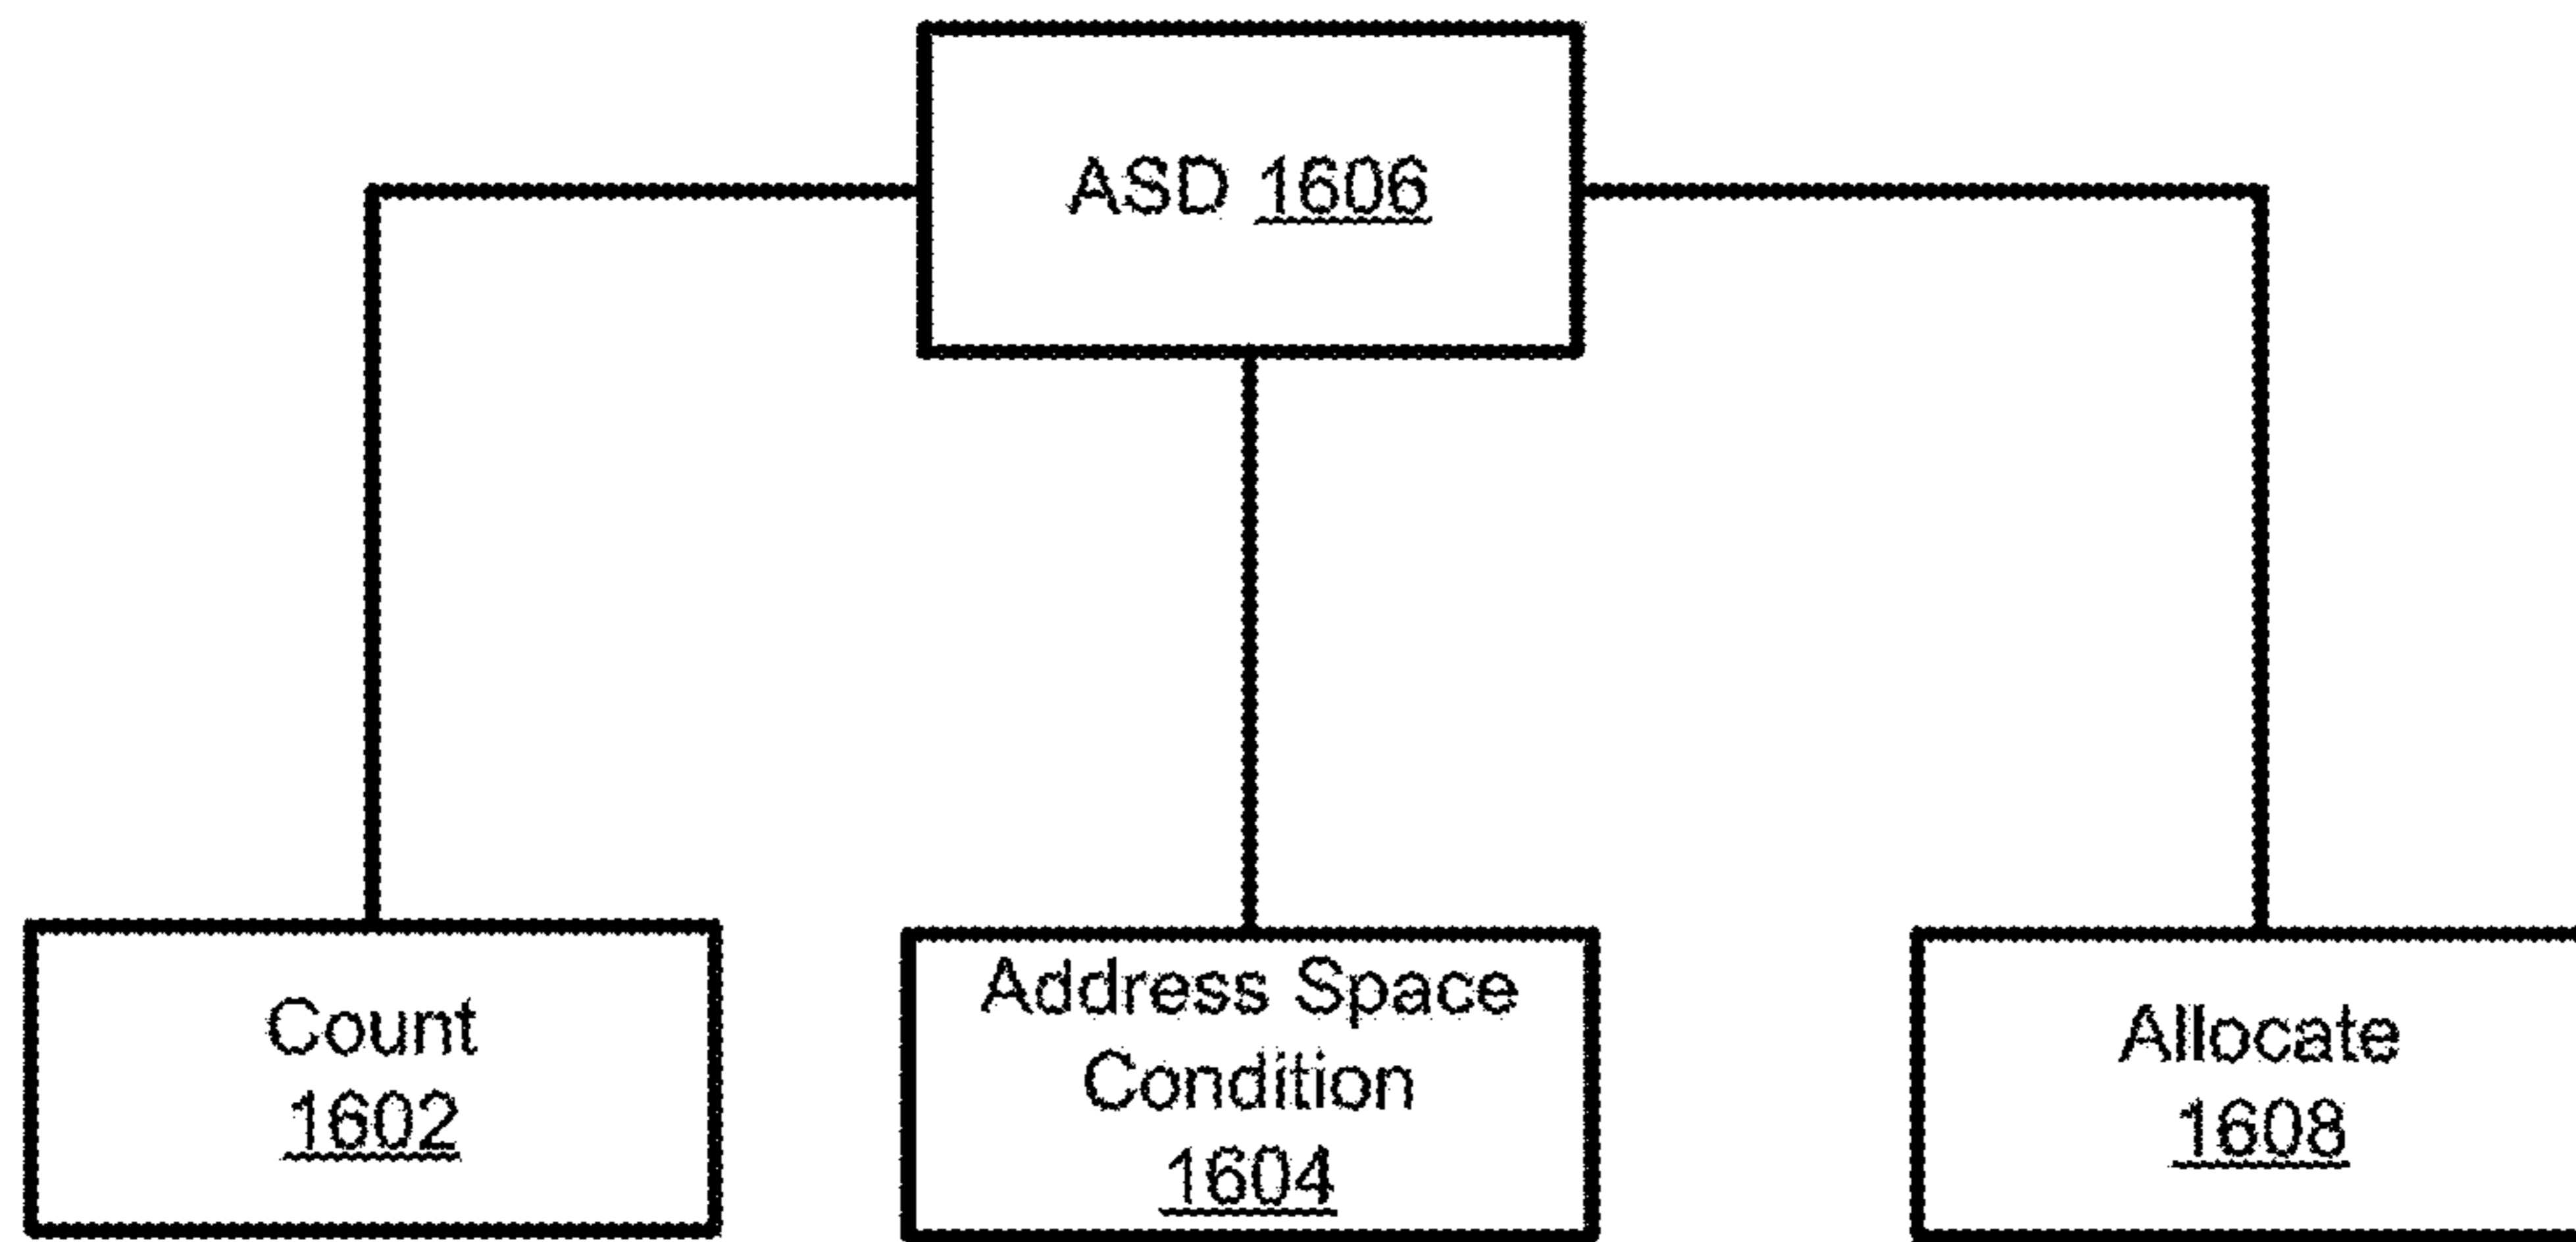 ASD 1606
Count
1602
Address Space
Condition
1604
Allocate
1608